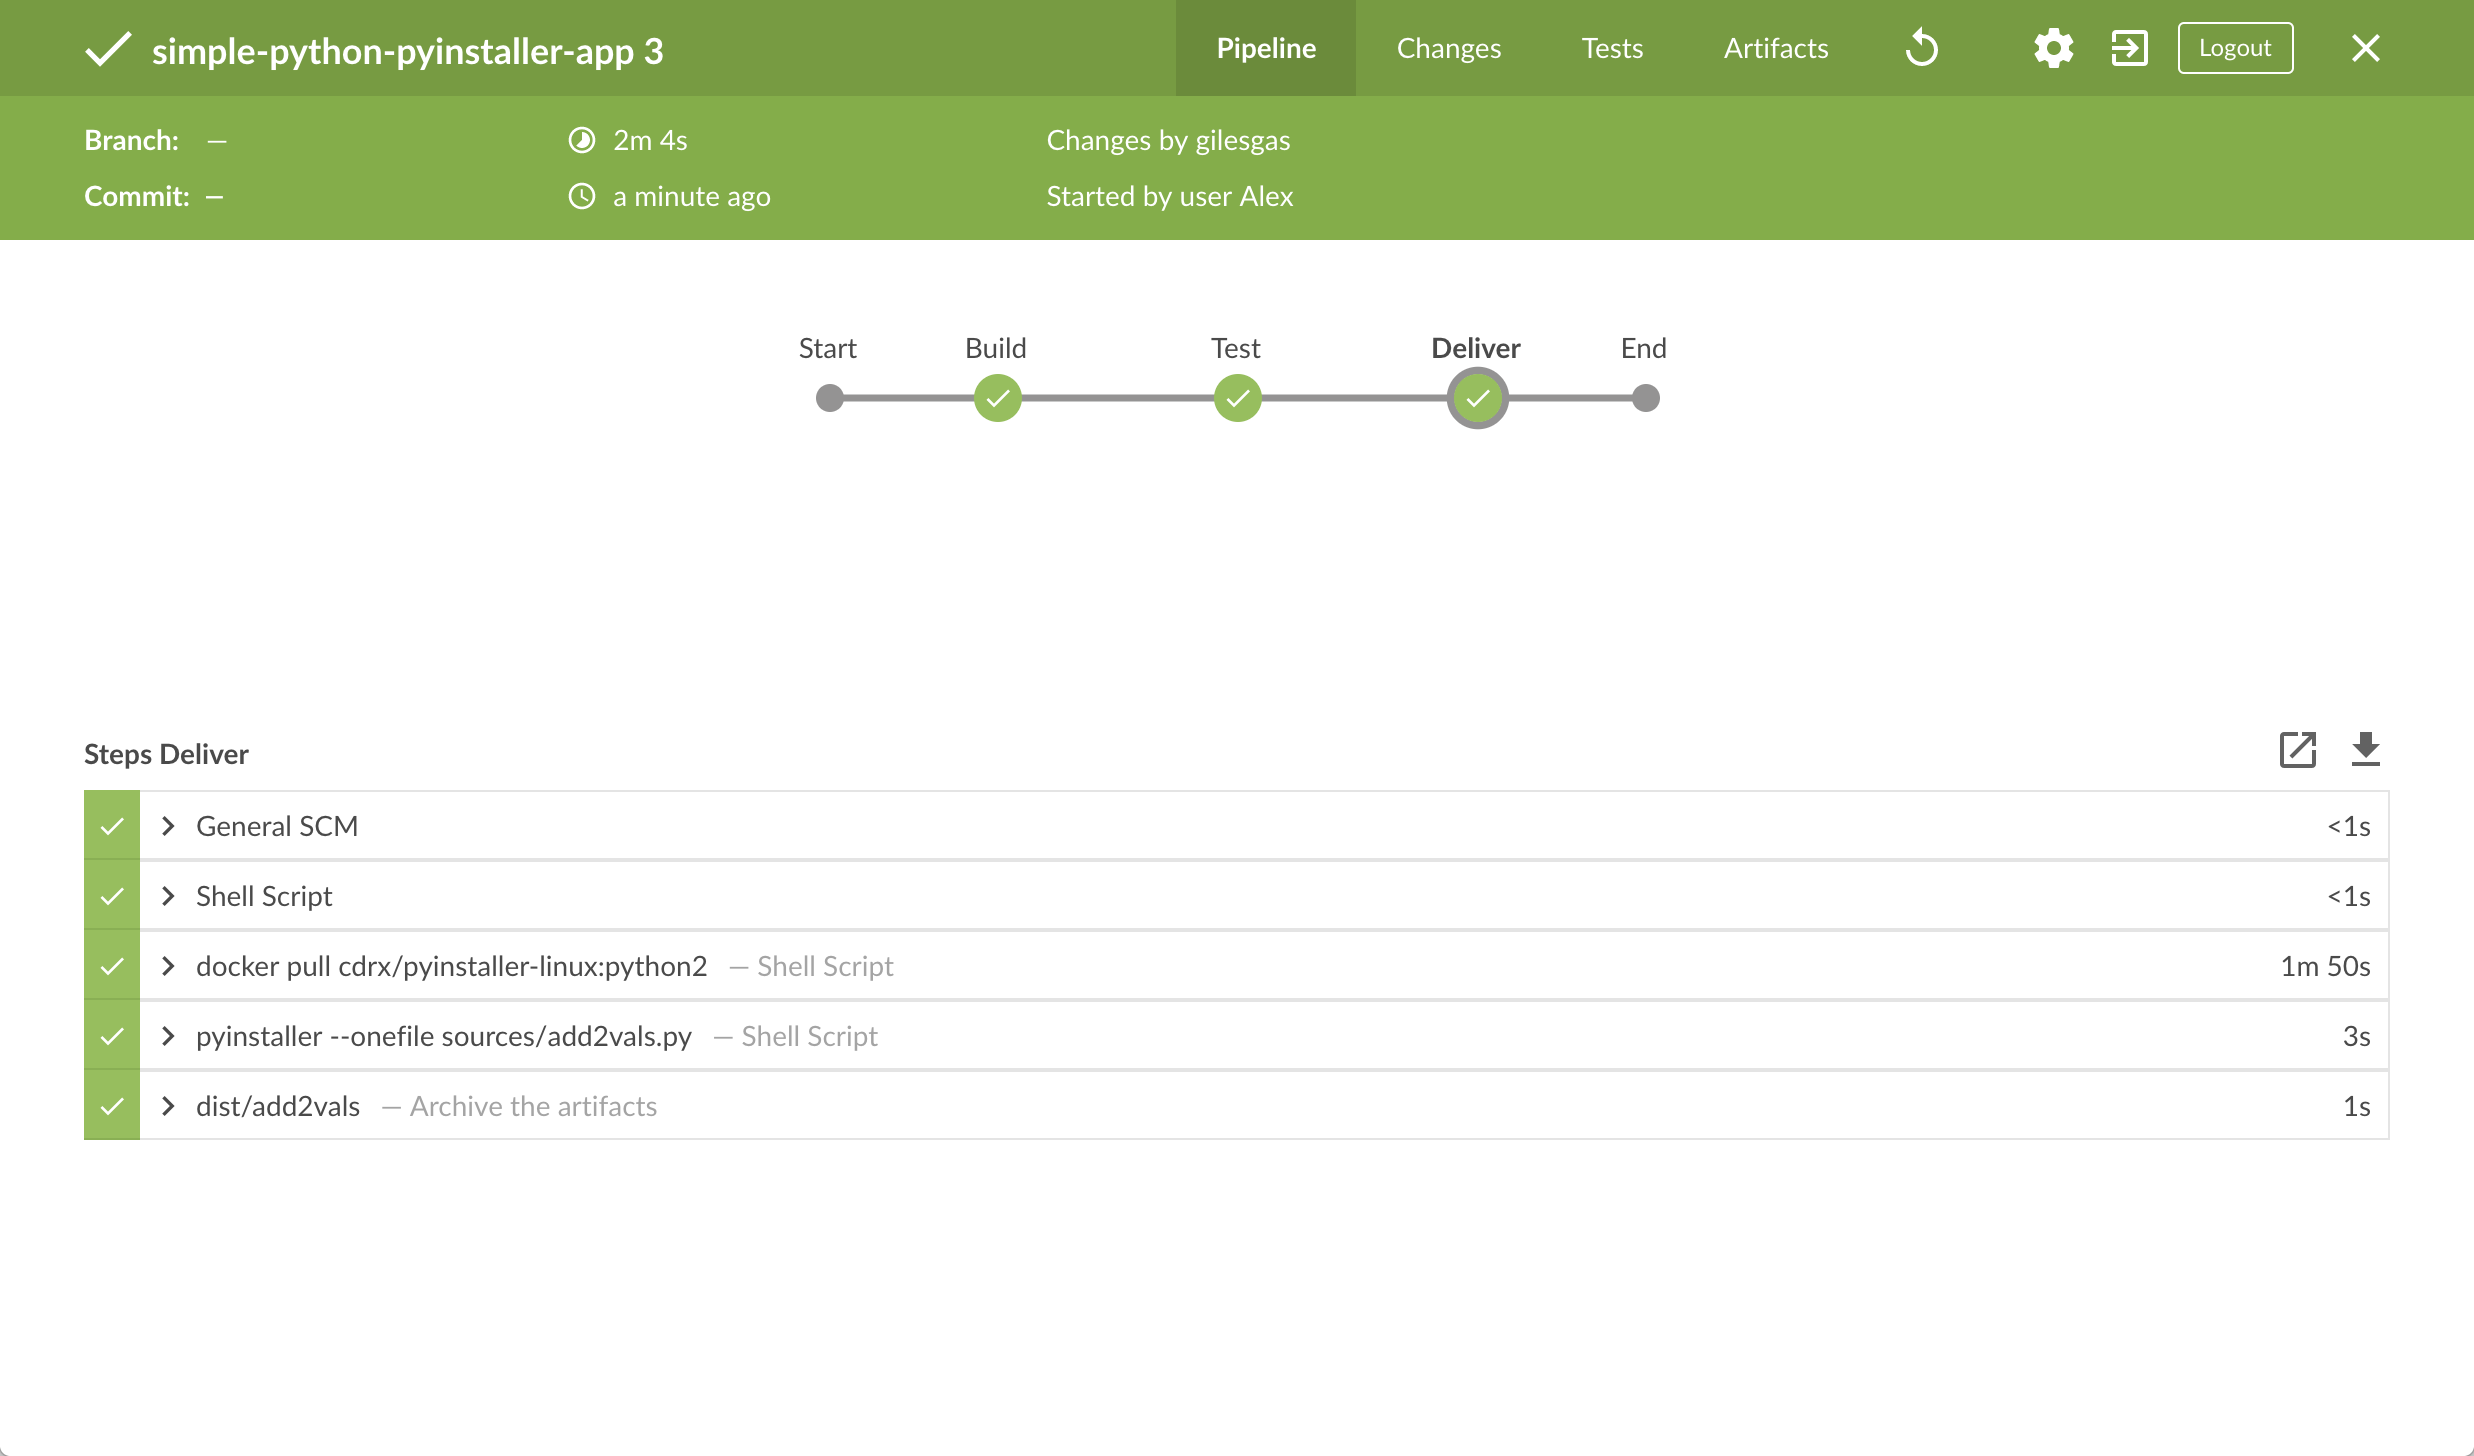 simple-python-pyinstaller-app 3
Pipeline
Changes
Tests
Artifacts
Logout
Branch: —
2m 4s
Changes by gilesgas
Commit: —
a minute ago
Started by user Alex
Start
Build
Test
Deliver
End
Steps Deliver
General SCM
<1s
Shell Script
<1s
docker pull cdrx/pyinstaller-linux:python2 — Shell Script
1m 50s
pyinstaller --onefile sources/add2vals.py — Shell Script
3s
dist/add2vals — Archive the artifacts
1s